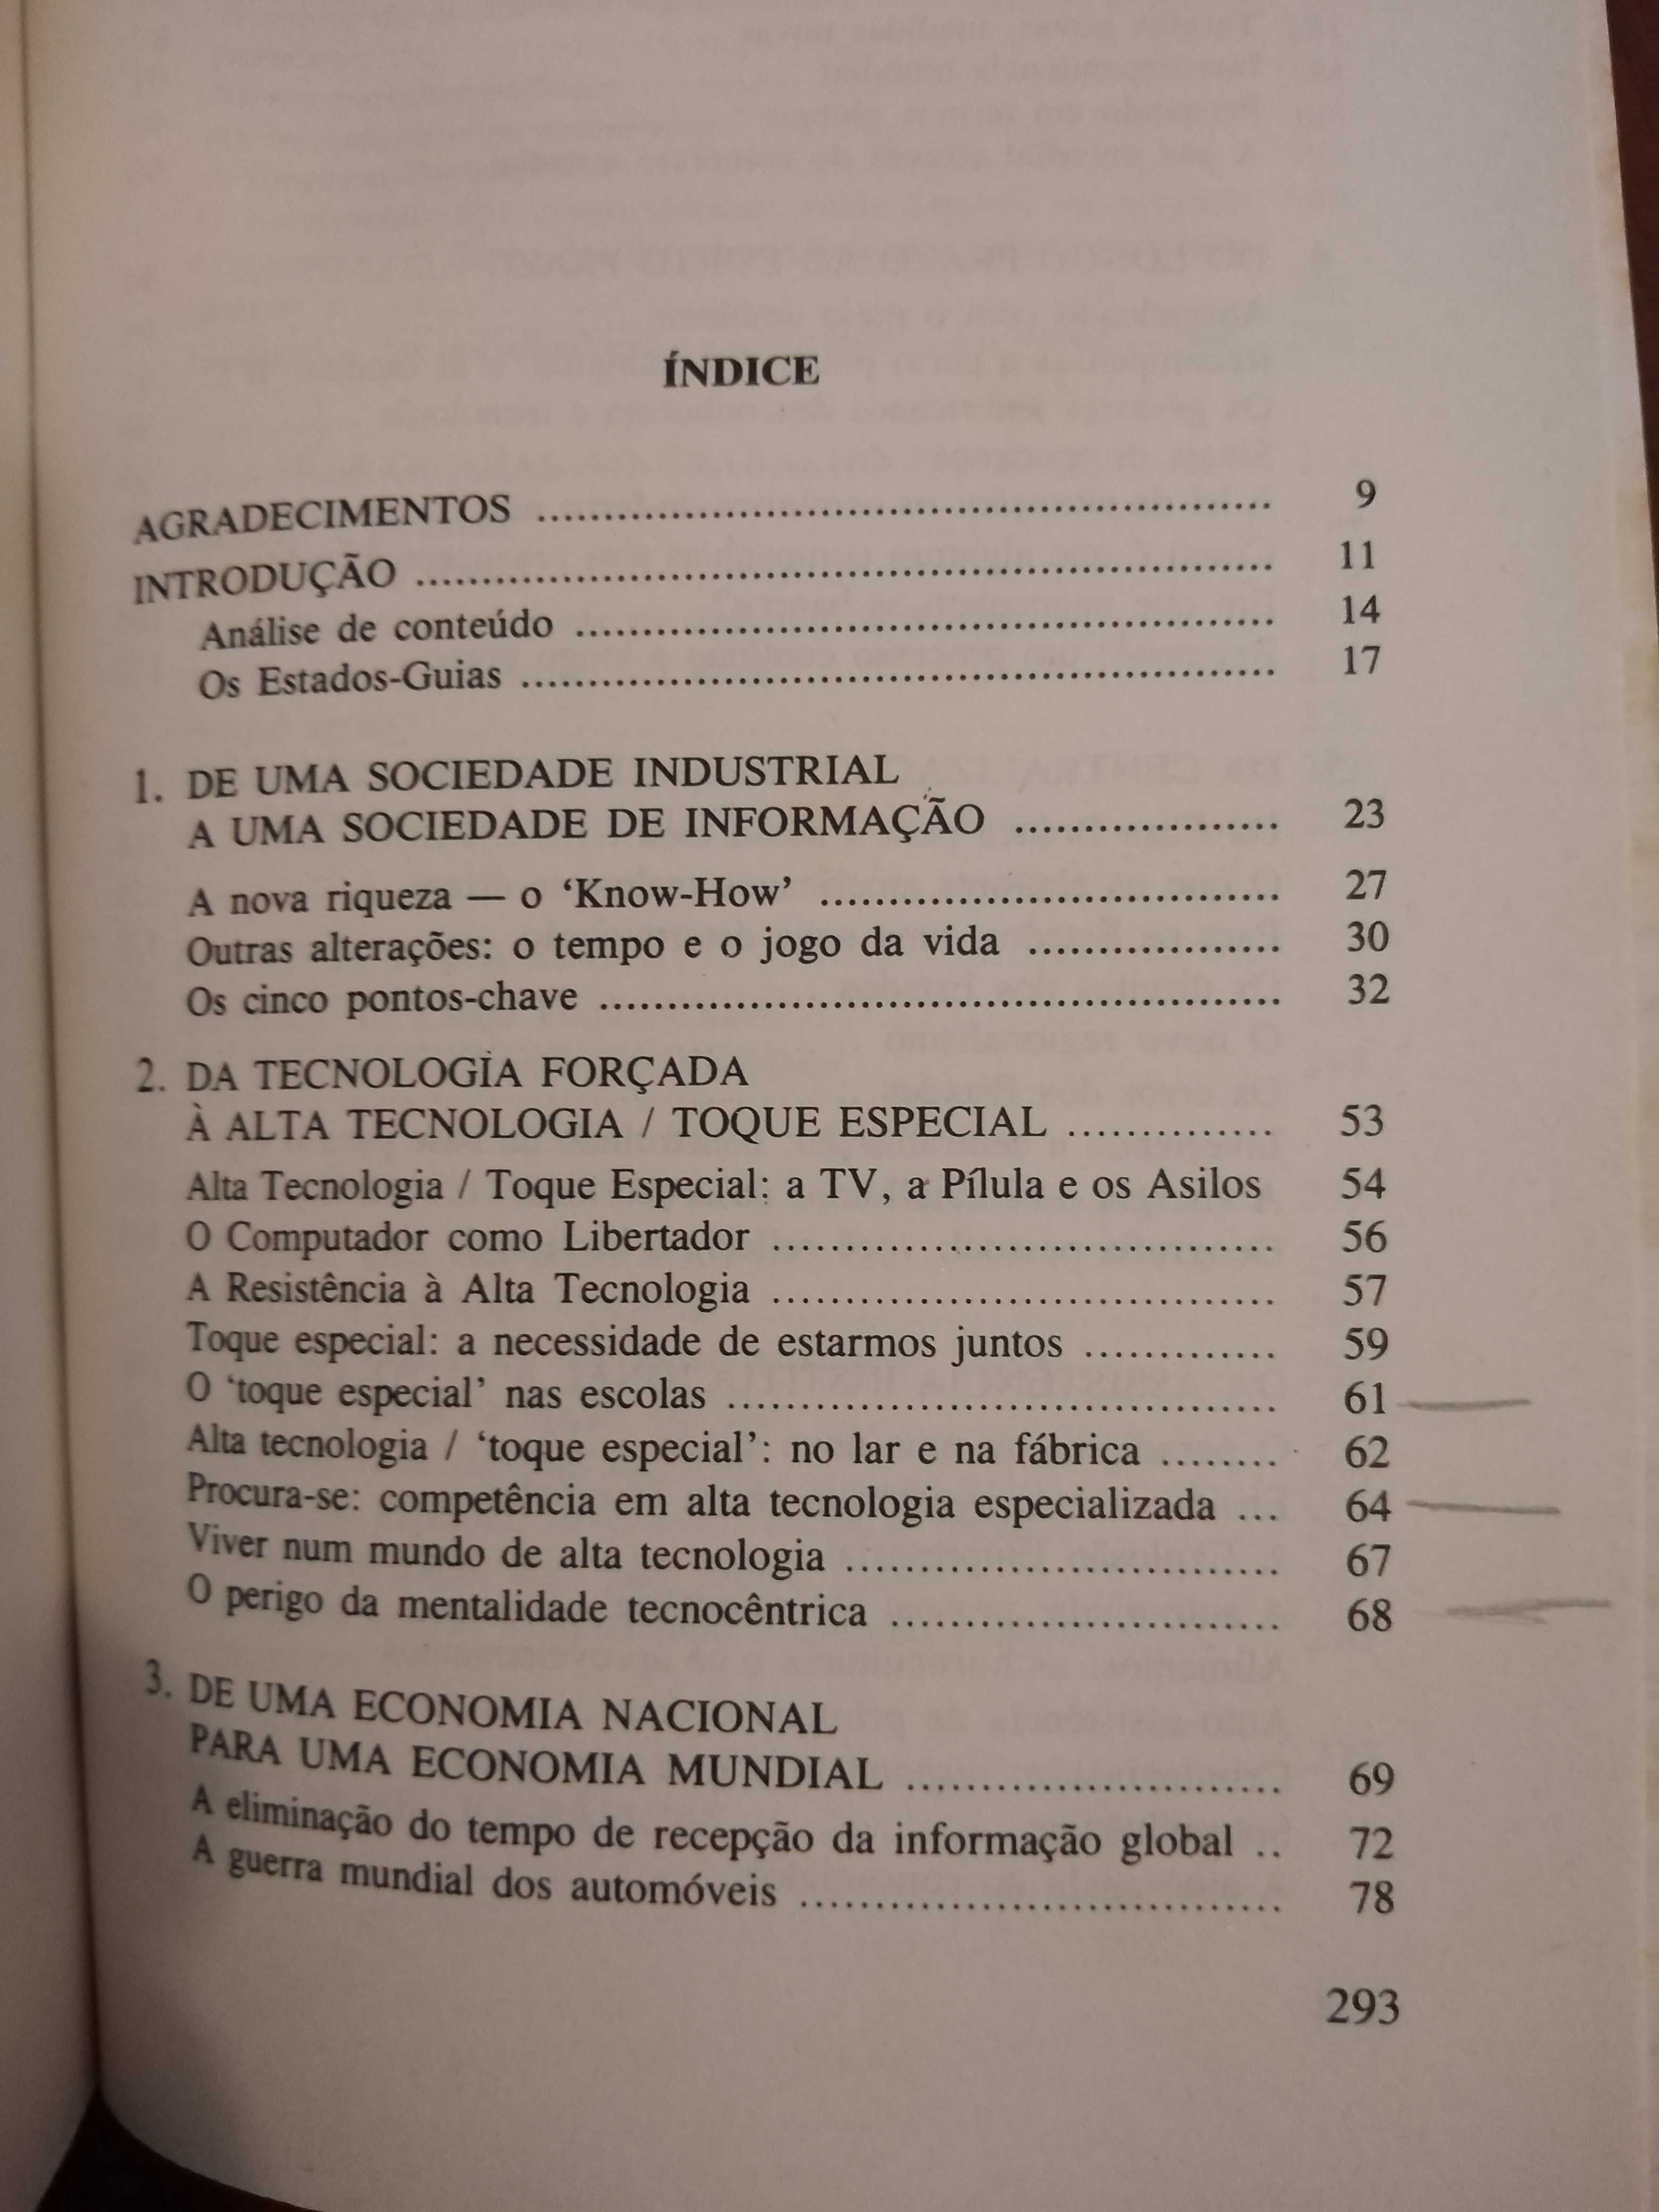 ÍNDICE
AGRADECIMENTOS ........................................................ 9
INTRODUÇÃO ................................................................. 11
Análise de conteúdo ..................................................... 14
Os Estados-Guias ......................................................... 17
1. DE UMA SOCIEDADE INDUSTRIAL
A UMA SOCIEDADE DE INFORMAÇÃO .................... 23
A nova riqueza — o ‘Know-How’ .................................. 27
Outras alterações: o tempo e o jogo da vida ................... 30
Os cinco pontos-chave .................................................. 32
2. DA TECNOLOGIA FORÇADA
À ALTA TECNOLOGIA / TOQUE ESPECIAL .............. 53
Alta Tecnologia / Toque Especial: a TV, a Pílula e os Asilos 54
O Computador como Libertador ................................... 56
A Resistência à Alta Tecnologia ................................... 57
Toque especial: a necessidade de estarmos juntos ............. 59
O ‘toque especial’ nas escolas ...................................... 61
Alta tecnologia / ‘toque especial’: no lar e na fábrica ........ 62
Procura-se: competência em alta tecnologia especializada ... 64
Viver num mundo de alta tecnologia .............................. 67
O perigo da mentalidade tecnocêntrica ........................... 68
3. DE UMA ECONOMIA NACIONAL
PARA UMA ECONOMIA MUNDIAL .......................... 69
A eliminação do tempo de recepção da informação global .. 72
A guerra mundial dos automóveis ................................. 78
293